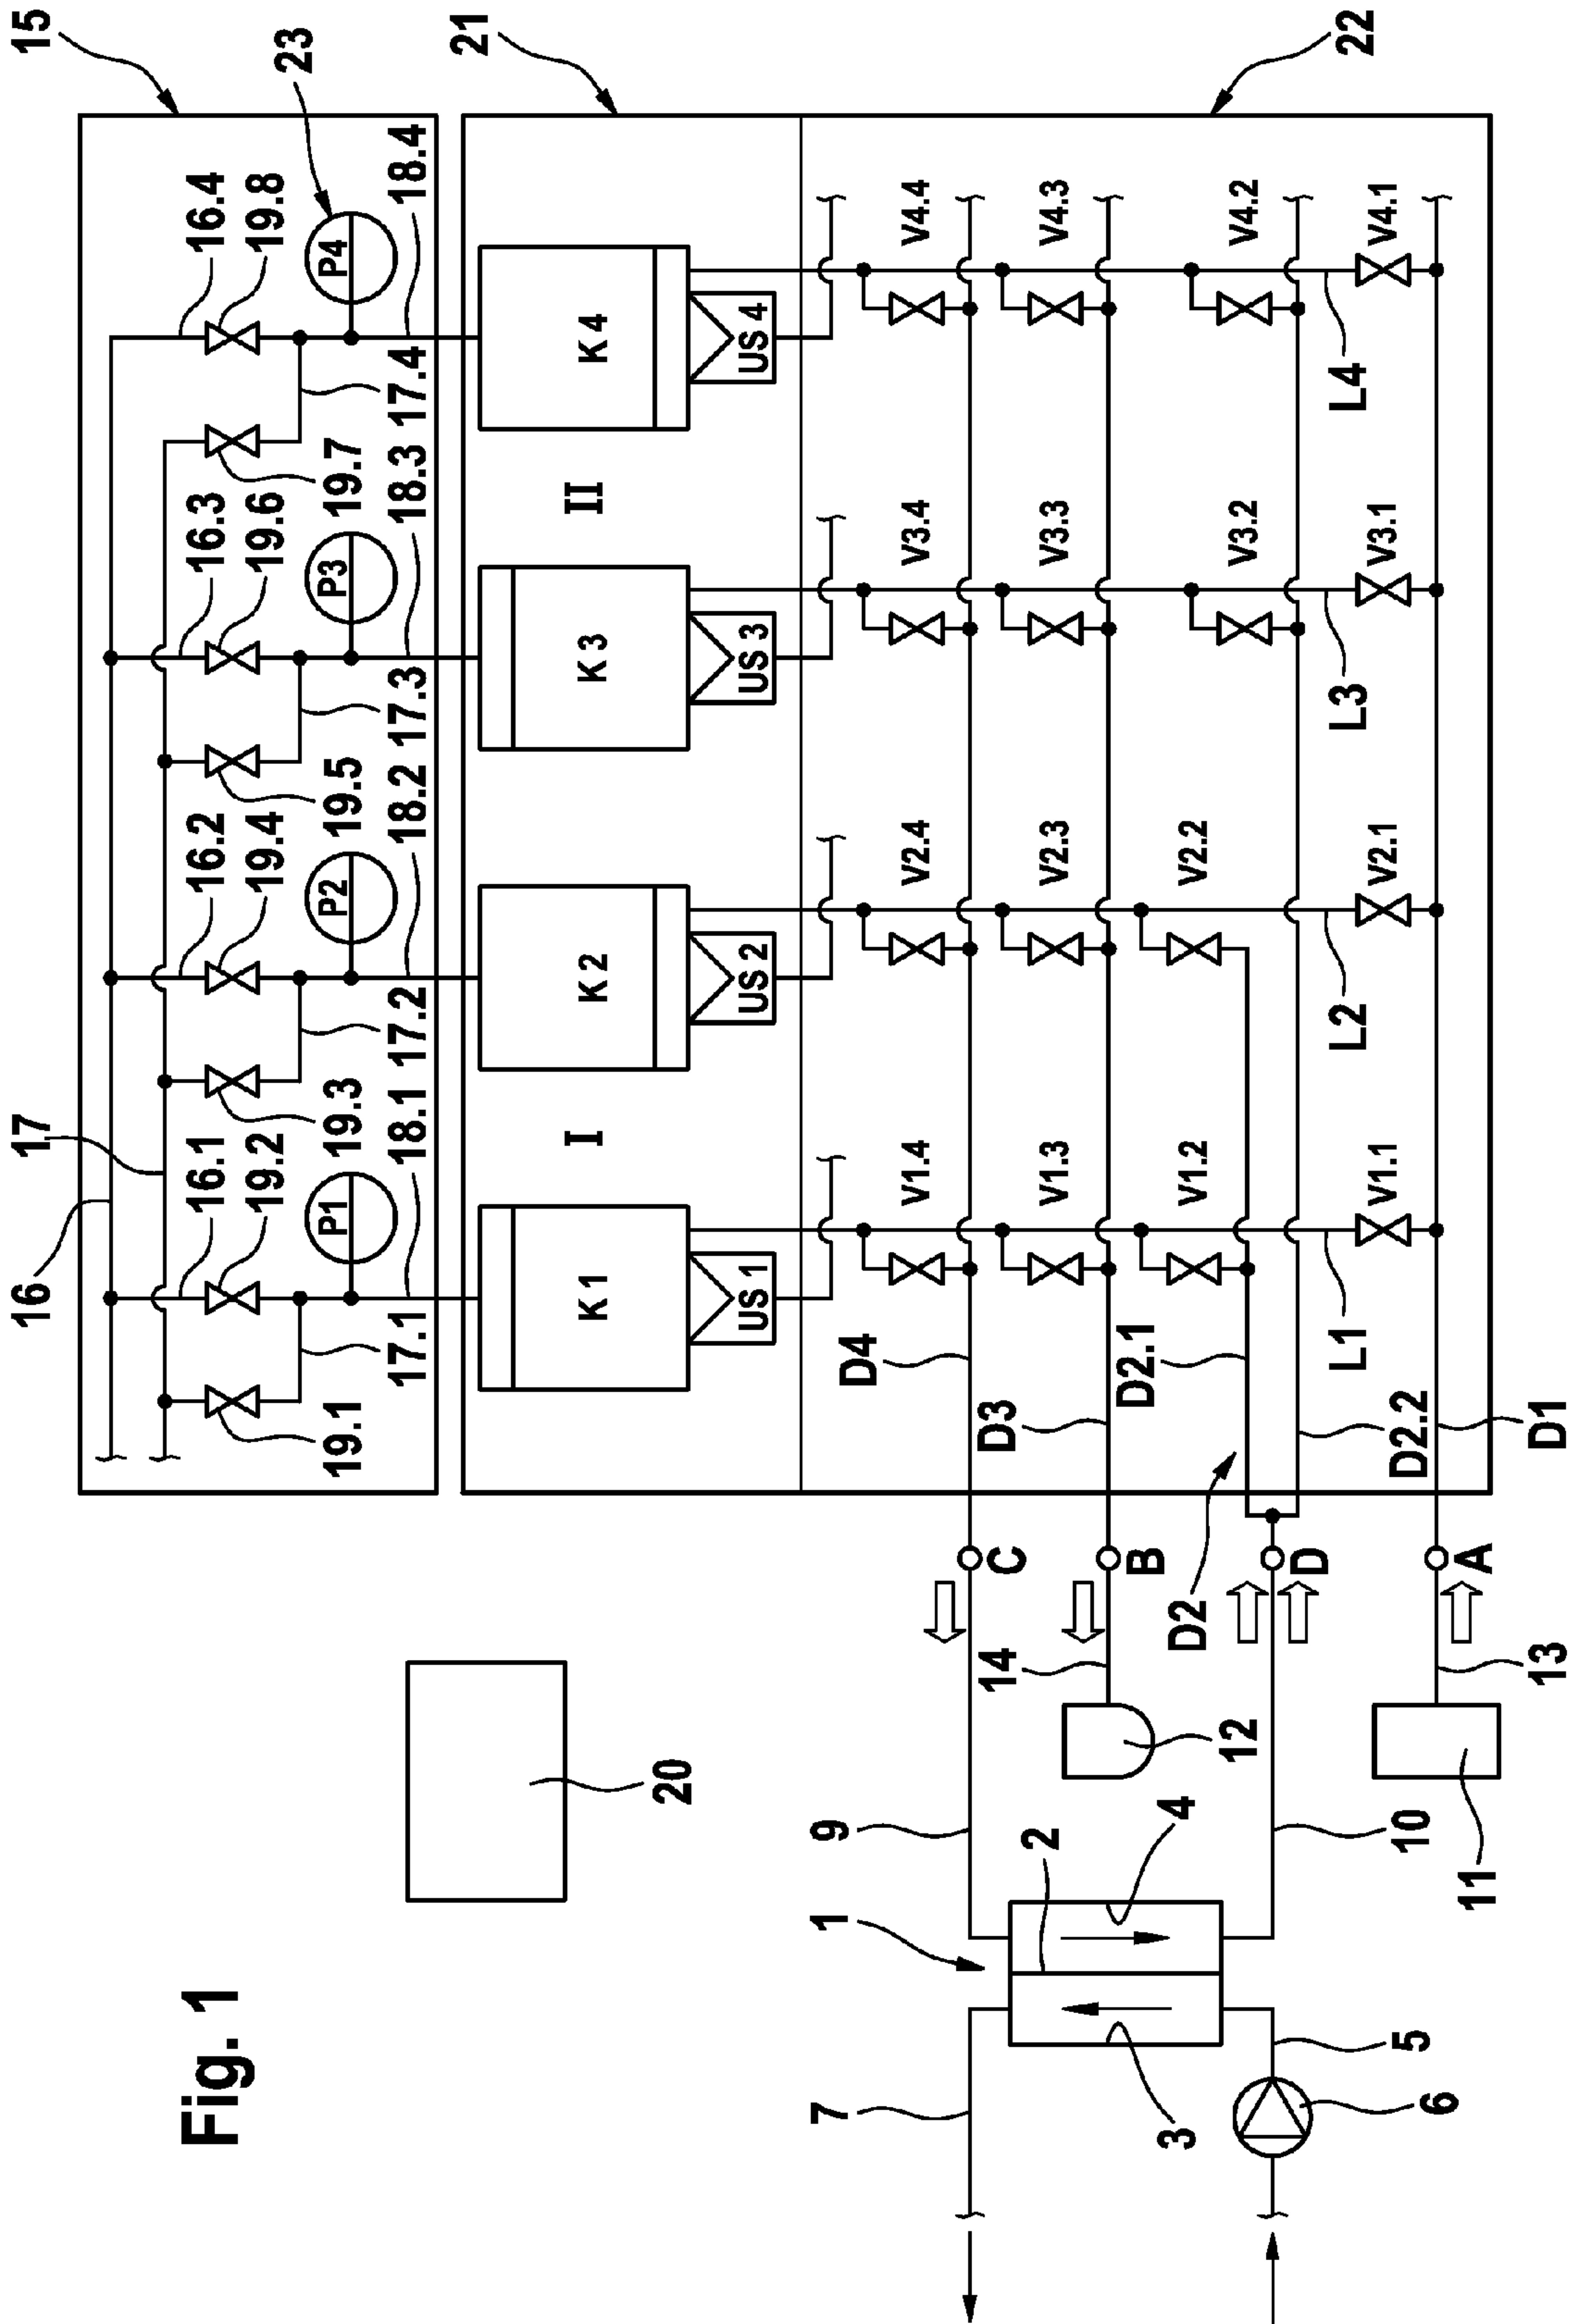 Fig. 1
15
23
16
17
16.1
19.2
16.2
19.4
16.3
19.6
16.4
19.8
P1
P2
P3
P4
19.1
19.3
19.5
19.7
17.1
18.1
17.2
18.2
17.3
18.3
17.4
18.4
21
K 1
I
K 2
K 3
II
K 4
US 1
US 2
US 3
US 4
20
22
V1.4
V2.4
V3.4
V4.4
D4
V1.3
V2.3
V3.3
V4.3
D3
D2.1
V1.2
V2.2
V3.2
V4.2
D2
L1
L2
L3
L4
D2.2
V1.1
V2.1
V3.1
V4.1
D1
C
B
D
A
1
2
3
4
5
6
7
9
10
11
12
13
14